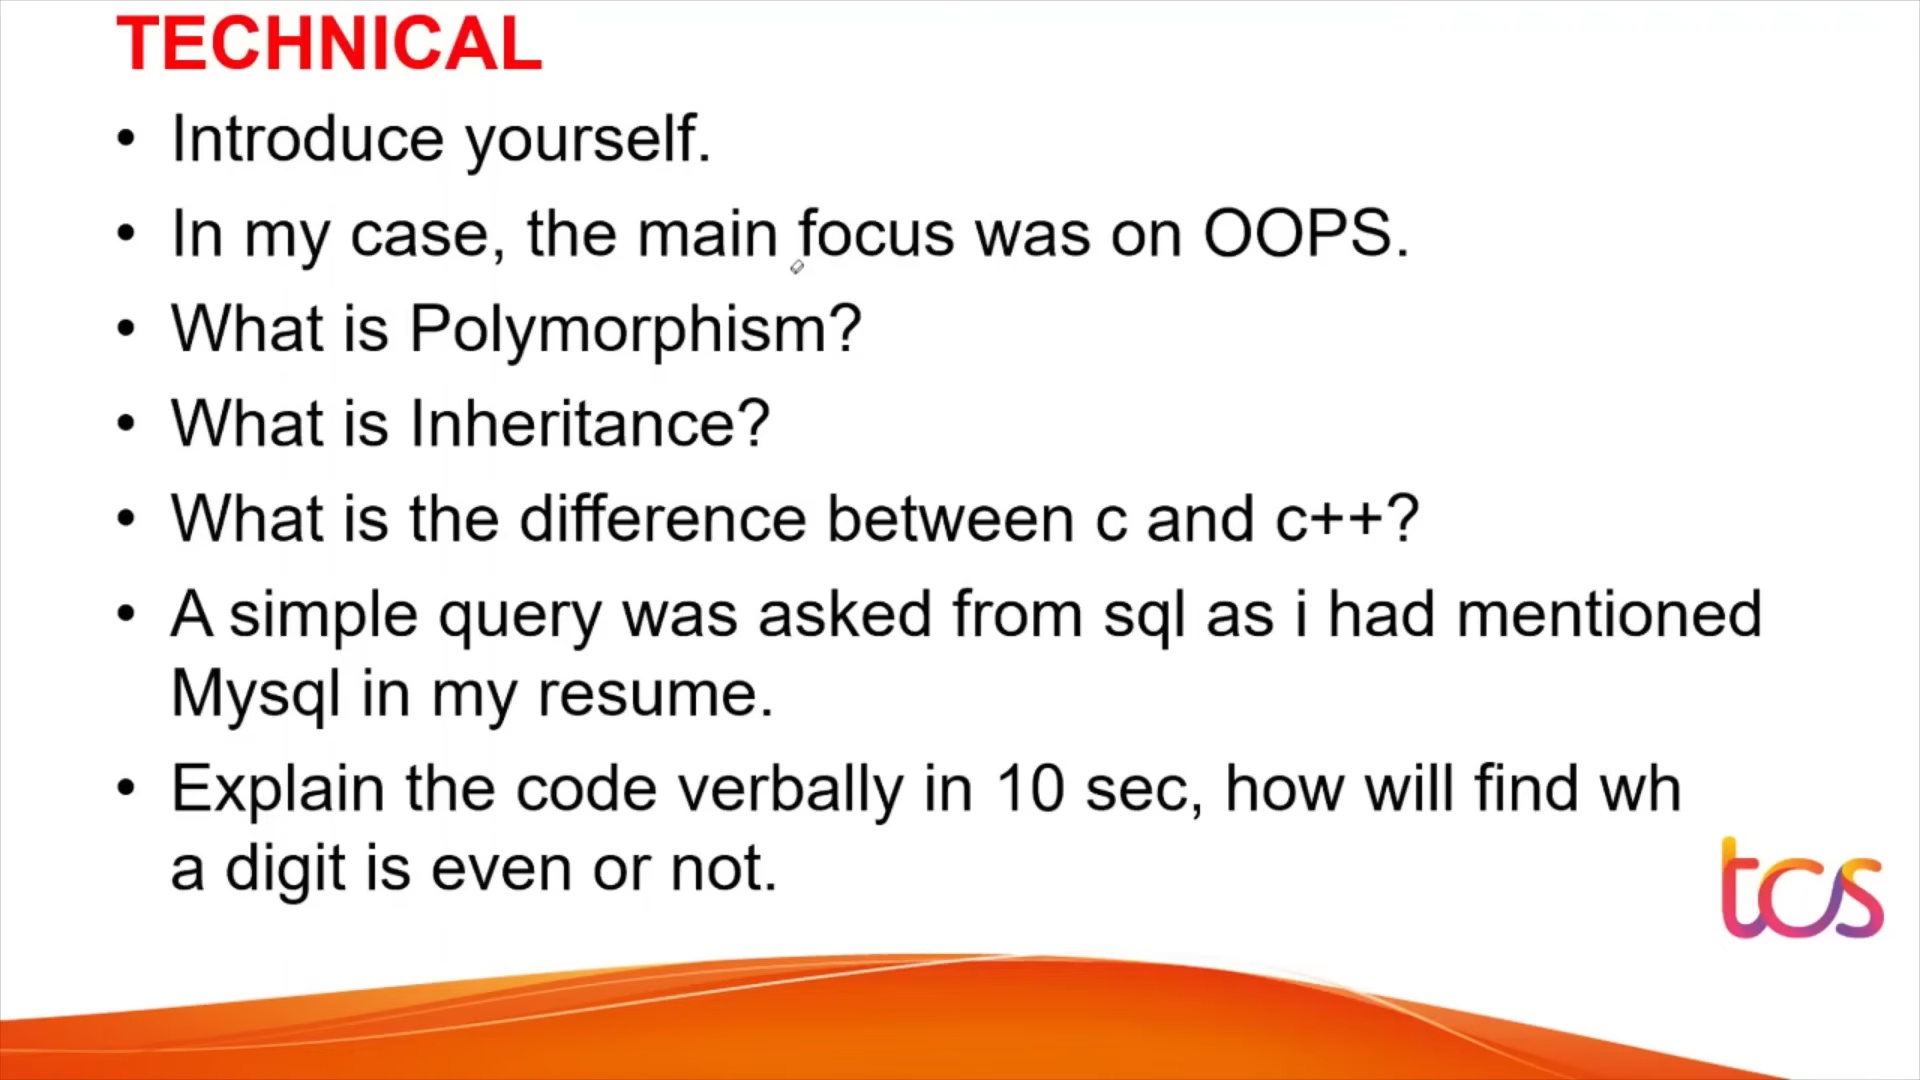 TECHNICAL
• Introduce yourself.
• In my case, the main focus was on OOPS.
• What is Polymorphism?
• What is Inheritance?
• What is the difference between c and c++?
• A simple query was asked from sql as i had mentioned
Mysql in my resume.
• Explain the code verbally in 10 sec, how will find wh
a digit is even or not.
tcs